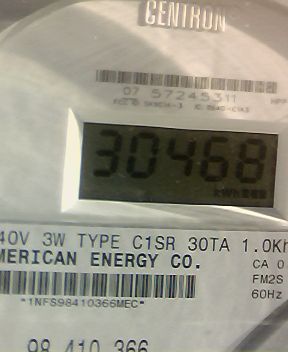 CENTRON
07 57245311
30468
kWh
40V 3W TYPE C1SR 30TA 1.0Kh
MERICAN ENERGY CO.
CA 0
FM2S
60Hz
*1NFS98410366MEC*
98 410 366